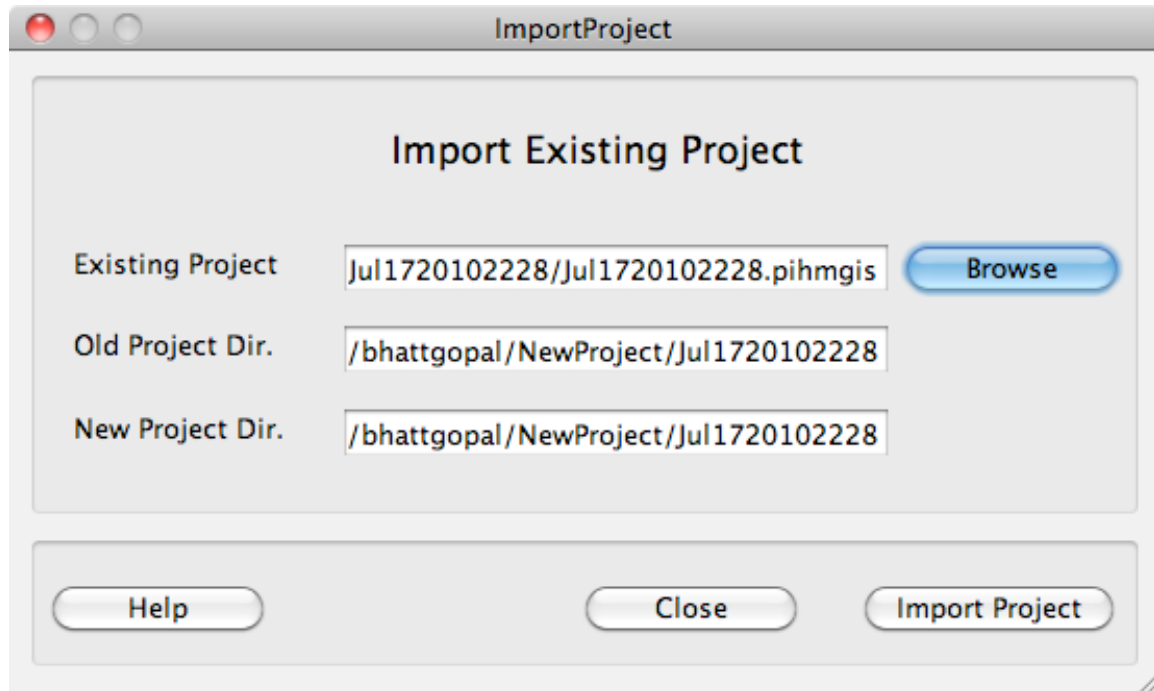 ImportProject
Import Existing Project
Existing Project Jul1720102228/Jul1720102228.pihmgis Browse
Old Project Dir. /bhattgopal/NewProject/Jul1720102228
New Project Dir. /bhattgopal/NewProject/Jul1720102228
Help Close Import Project